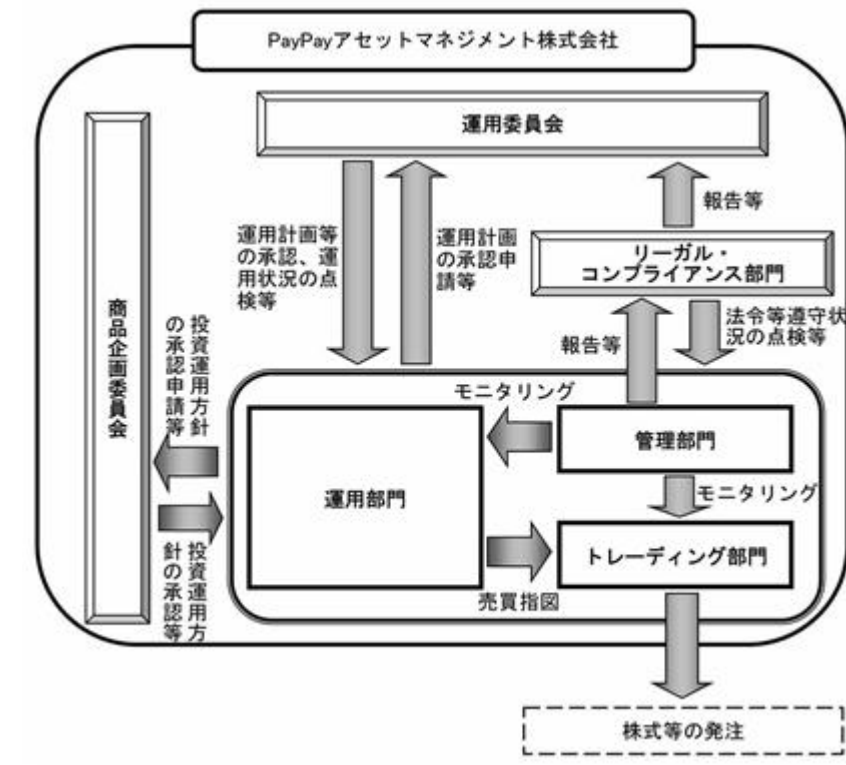 PayPayアセットマネジメント株式会社
運用委員会
報告等
運用計画等
の承認、運
用状況の点
検等
運用計画
の承認申
請等
リーガル・
コンプライアンス部門
法令等遵守状
況の点検等
報告等
商品企画委員会
投資運用方針
の承認申請等
投資運用方
針の承認等
モニタリング
運用部門
管理部門
モニタリング
トレーディング部門
売買指図
株式等の発注